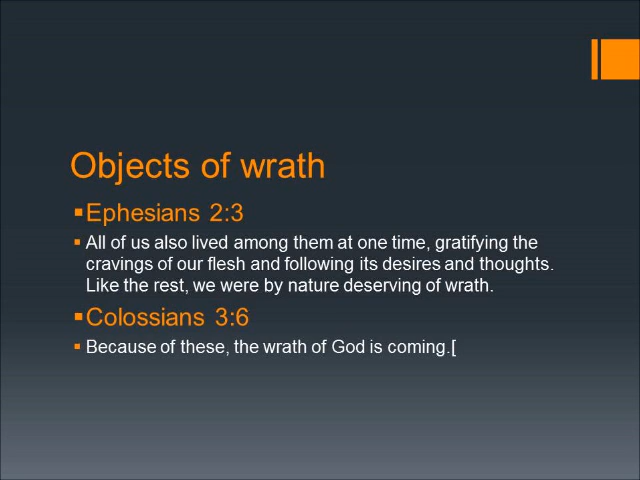 Objects of wrath
▪Ephesians 2:3
▪ All of us also lived among them at one time, gratifying the
cravings of our flesh and following its desires and thoughts.
Like the rest, we were by nature deserving of wrath.
▪Colossians 3:6
▪ Because of these, the wrath of God is coming.[